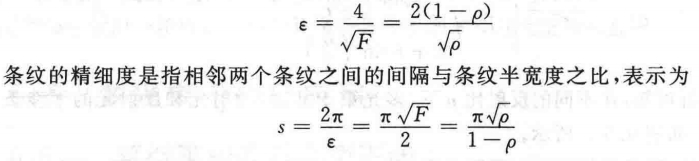 ε = 4/√F = 2(1-ρ)/√ρ
条纹的精细度是指相邻两个条纹之间的间隔与条纹半宽度之比,表示为
s = 2π/ε = π√F/2 = π√ρ/1-ρ